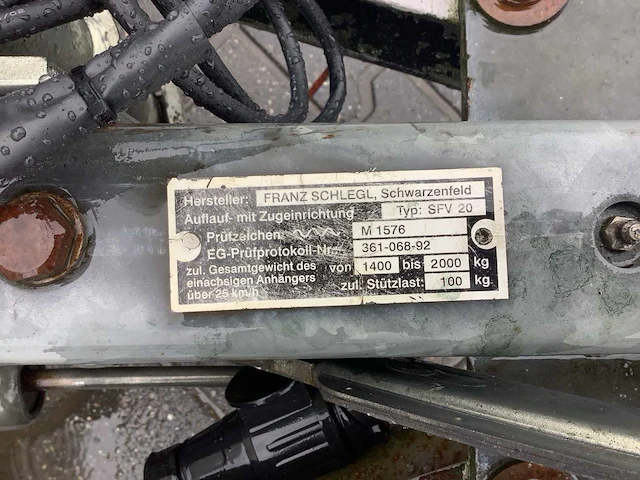 Hersteller: FRANZ SCHLEGL, Schwarzenfeld
Auflauf- mit Zugeinrichtung Typ: SFV 20
Prüfzeichen: M 1576
EG-Prüfprotokoll-Nr.: 361-068-92
zul. Gesamtgewicht des
einachsigen Anhängers
über 25 km/h
von 1400 bis 2000 kg
zul. Stützlast: 100 kg